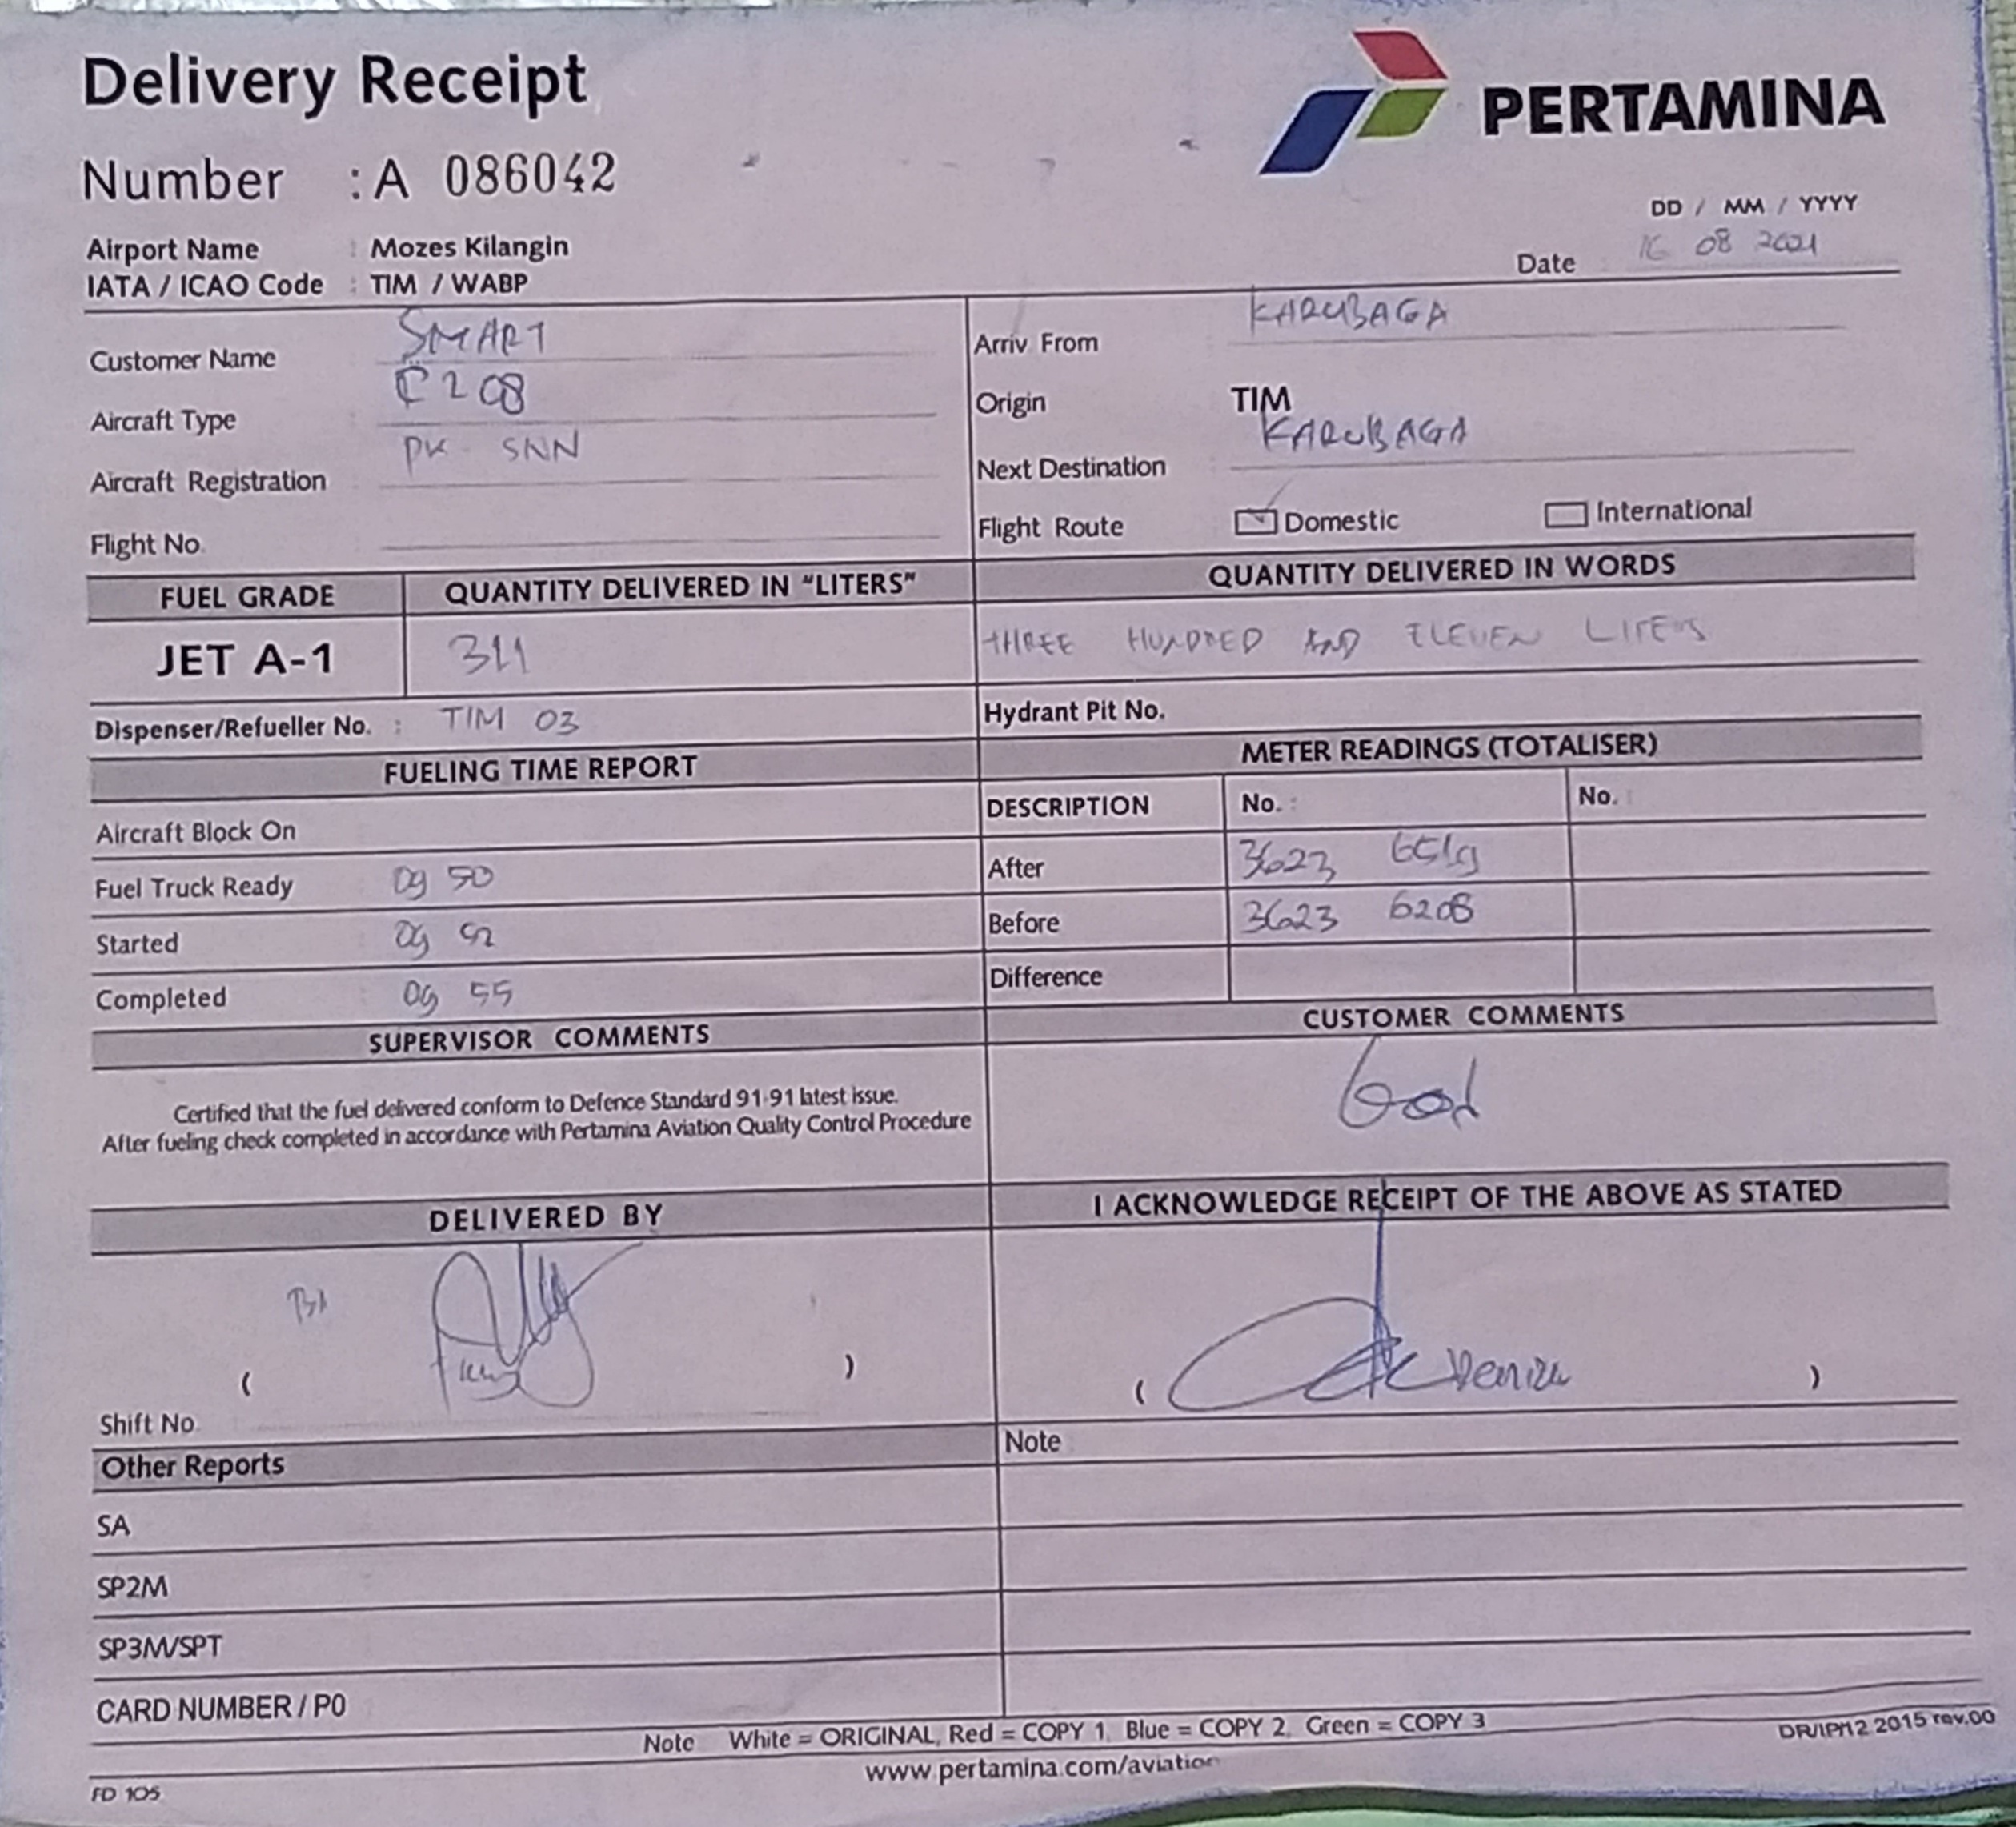 Delivery Receipt
PERTAMINA
Number : A 086042
DD / MM / YYYY
Airport Name : Mozes Kilangin
Date 16 08 2021
IATA / ICAO Code : TIM / WABP
Customer Name SMART
Arriv From KARUBAGA
Aircraft Type C 208
Origin TIM
Aircraft Registration PK - SNN
Next Destination KARUBAGA
Flight No.
Flight Route Domestic International
FUEL GRADE QUANTITY DELIVERED IN "LITERS" QUANTITY DELIVERED IN WORDS
JET A-1 311 THREE HUNDRED AND ELEVEN LITERS
Dispenser/Refueller No. : TIM 03 Hydrant Pit No.
FUELING TIME REPORT METER READINGS (TOTALISER)
Aircraft Block On DESCRIPTION No. : No. :
Fuel Truck Ready 09 50 After 3623 6519
Started 09 52 Before 3623 6208
Completed 09 55 Difference
SUPERVISOR COMMENTS CUSTOMER COMMENTS
Good
Certified that the fuel delivered conform to Defence Standard 91-91 latest issue.
After fueling check completed in accordance with Pertamina Aviation Quality Control Procedure
DELIVERED BY I ACKNOWLEDGE RECEIPT OF THE ABOVE AS STATED
( ) ( )
Shift No.
Other Reports Note
SA
SP2M
SP3M/SPT
CARD NUMBER / PO
Note White = ORIGINAL, Red = COPY 1, Blue = COPY 2, Green = COPY 3
DR/IPM2 2015 rev.00
www.pertamina.com/aviation
FD 105